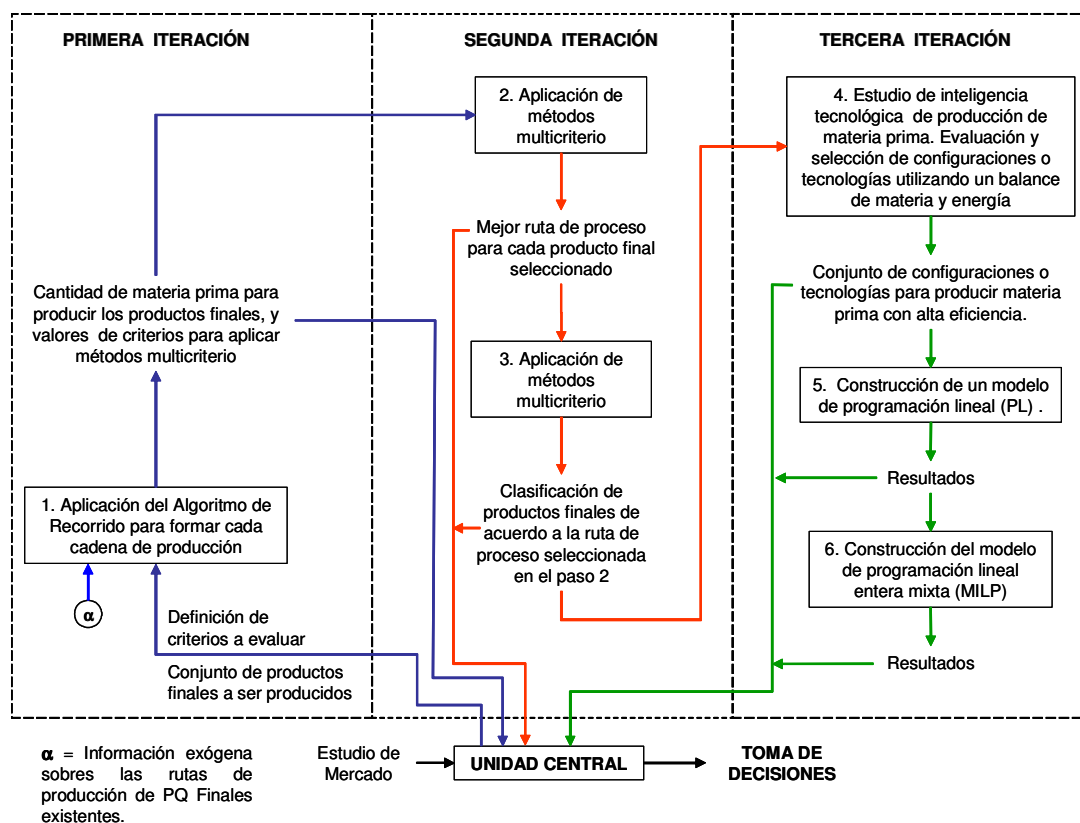 PRIMERA ITERACIÓN
Cantidad de materia prima para
producir los productos finales, y
valores de criterios para aplicar
métodos multicriterio
1. Aplicación del Algoritmo de
Recorrido para formar cada
cadena de producción
α
Definición de
criterios a evaluar
Conjunto de productos
finales a ser producidos
SEGUNDA ITERACIÓN
2. Aplicación de
métodos
multicriterio
Mejor ruta de proceso
para cada producto final
seleccionado
3. Aplicación de
métodos
multicriterio
Clasificación de
productos finales de
acuerdo a la ruta de
proceso seleccionada
en el paso 2
TERCERA ITERACIÓN
4. Estudio de inteligencia
tecnológica de producción de
materia prima. Evaluación y
selección de configuraciones o
tecnologías utilizando un balance
de materia y energía
Conjunto de configuraciones o
tecnologías para producir materia
prima con alta eficiencia.
5. Construcción de un modelo
de programación lineal (PL) .
Resultados
6. Construcción del modelo
de programación lineal
entera mixta (MILP)
Resultados
α = Información exógena
sobres las rutas de
producción de PQ Finales
existentes.
Estudio de
Mercado
UNIDAD CENTRAL
TOMA DE
DECISIONES